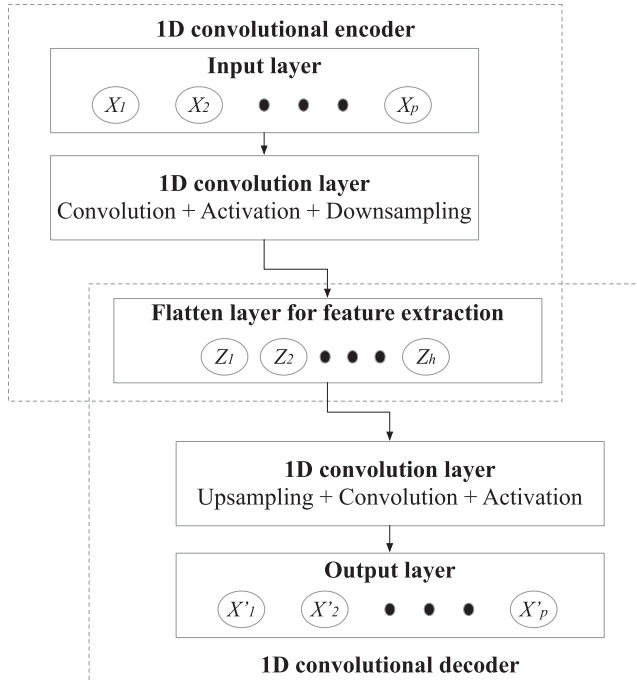 1D convolutional encoder
Input layer
X1 X2 Xp
1D convolution layer
Convolution + Activation + Downsampling
Flatten layer for feature extraction
Z1 Z2 Zh
1D convolution layer
Upsampling + Convolution + Activation
Output layer
X'1 X'2 X'p
1D convolutional decoder